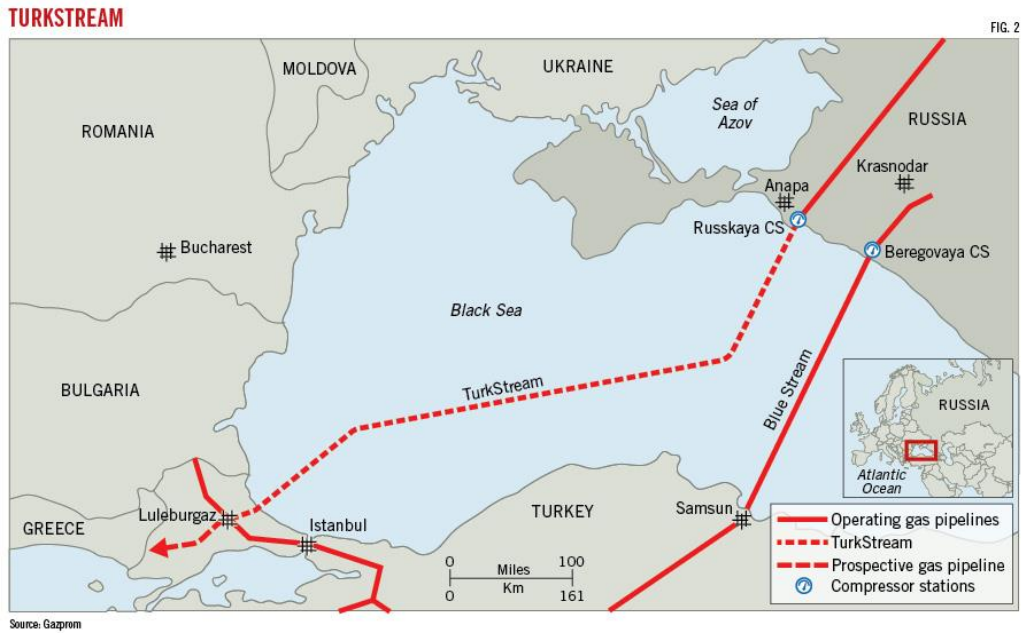 TURKSTREAM
FIG. 2
MOLDOVA
UKRAINE
ROMANIA
Sea of
Azov
RUSSIA
Krasnodar
Anapa
Russkaya CS
Bucharest
Beregovaya CS
Black Sea
BULGARIA
TurkStream
Blue Stream
RUSSIA
Atlantic
Ocean
Luleburgaz
GREECE
Istanbul
TURKEY
Samsun
0 100
Miles
Km
0 161
Operating gas pipelines
TurkStream
Prospective gas pipeline
Compressor stations
Source: Gazprom